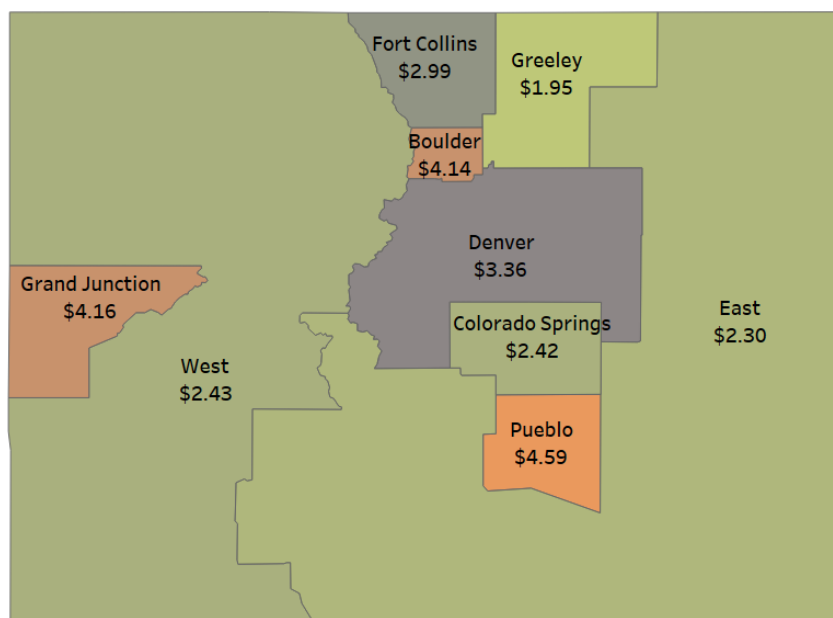 Fort Collins
$2.99
Greeley
$1.95
Boulder
$4.14
Denver
$3.36
Grand Junction
$4.16
Colorado Springs
$2.42
East
$2.30
West
$2.43
Pueblo
$4.59